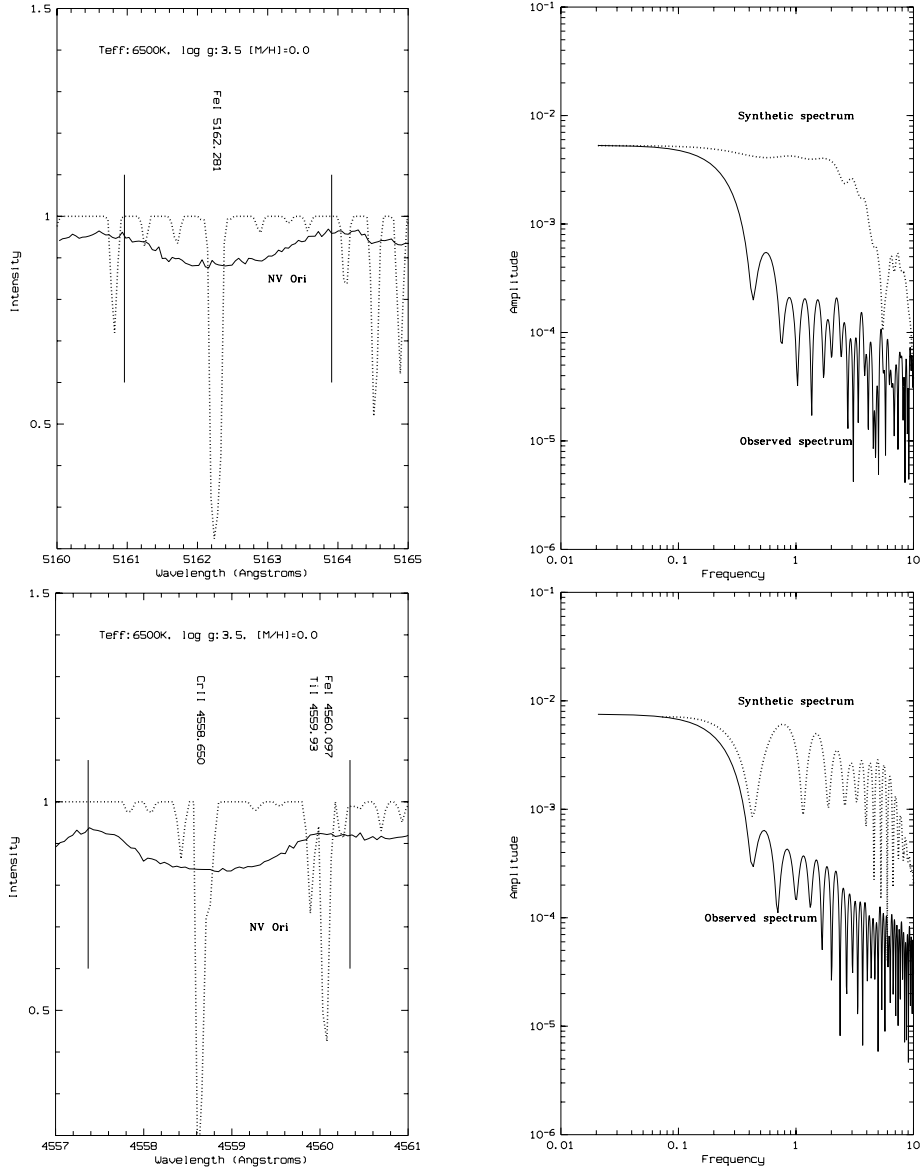 1.5
Teff:6500K, log g:3.5 [M/H]=0.0
FeI 5162.281
1
NV Ori
0.5
Intensity
5160 5161 5162 5163 5164 5165
Wavelength (Angstroms)
10-1
10-2
10-3
10-4
10-5
10-6
Synthetic spectrum
Observed spectrum
Amplitude
0.01 0.1 1 10
Frequency
1.5
Teff:6500K, log g:3.5, [M/H]=0.0
CrII 4558.650
TiI 4559.93
FeI 4560.097
1
NV Ori
0.5
Intensity
4557 4558 4559 4560 4561
Wavelength (Angstroms)
10-1
10-2
10-3
10-4
10-5
10-6
Synthetic spectrum
Observed spectrum
Amplitude
0.01 0.1 1 10
Frequency